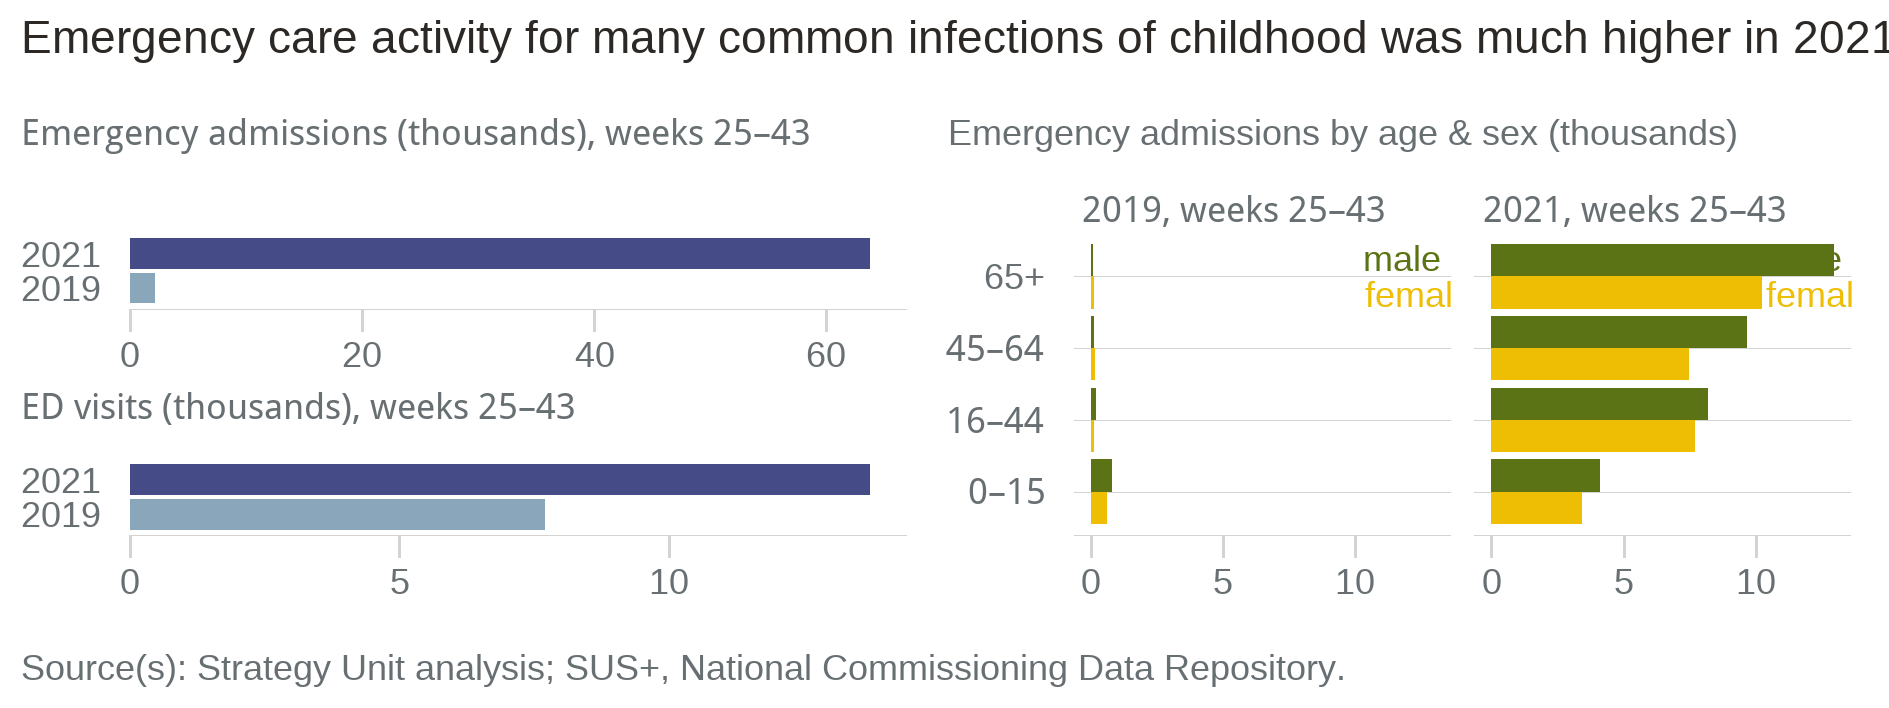 Emergency care activity for many common infections of childhood was much higher in 2021
Emergency admissions (thousands), weeks 25–43
2021
2019
0 20 40 60
ED visits (thousands), weeks 25–43
2021
2019
0 5 10
Emergency admissions by age & sex (thousands)
2019, weeks 25–43 2021, weeks 25–43
65+
45–64
16–44
0–15
male
femal
e
femal
0 5 10 0 5 10
Source(s): Strategy Unit analysis; SUS+, National Commissioning Data Repository.